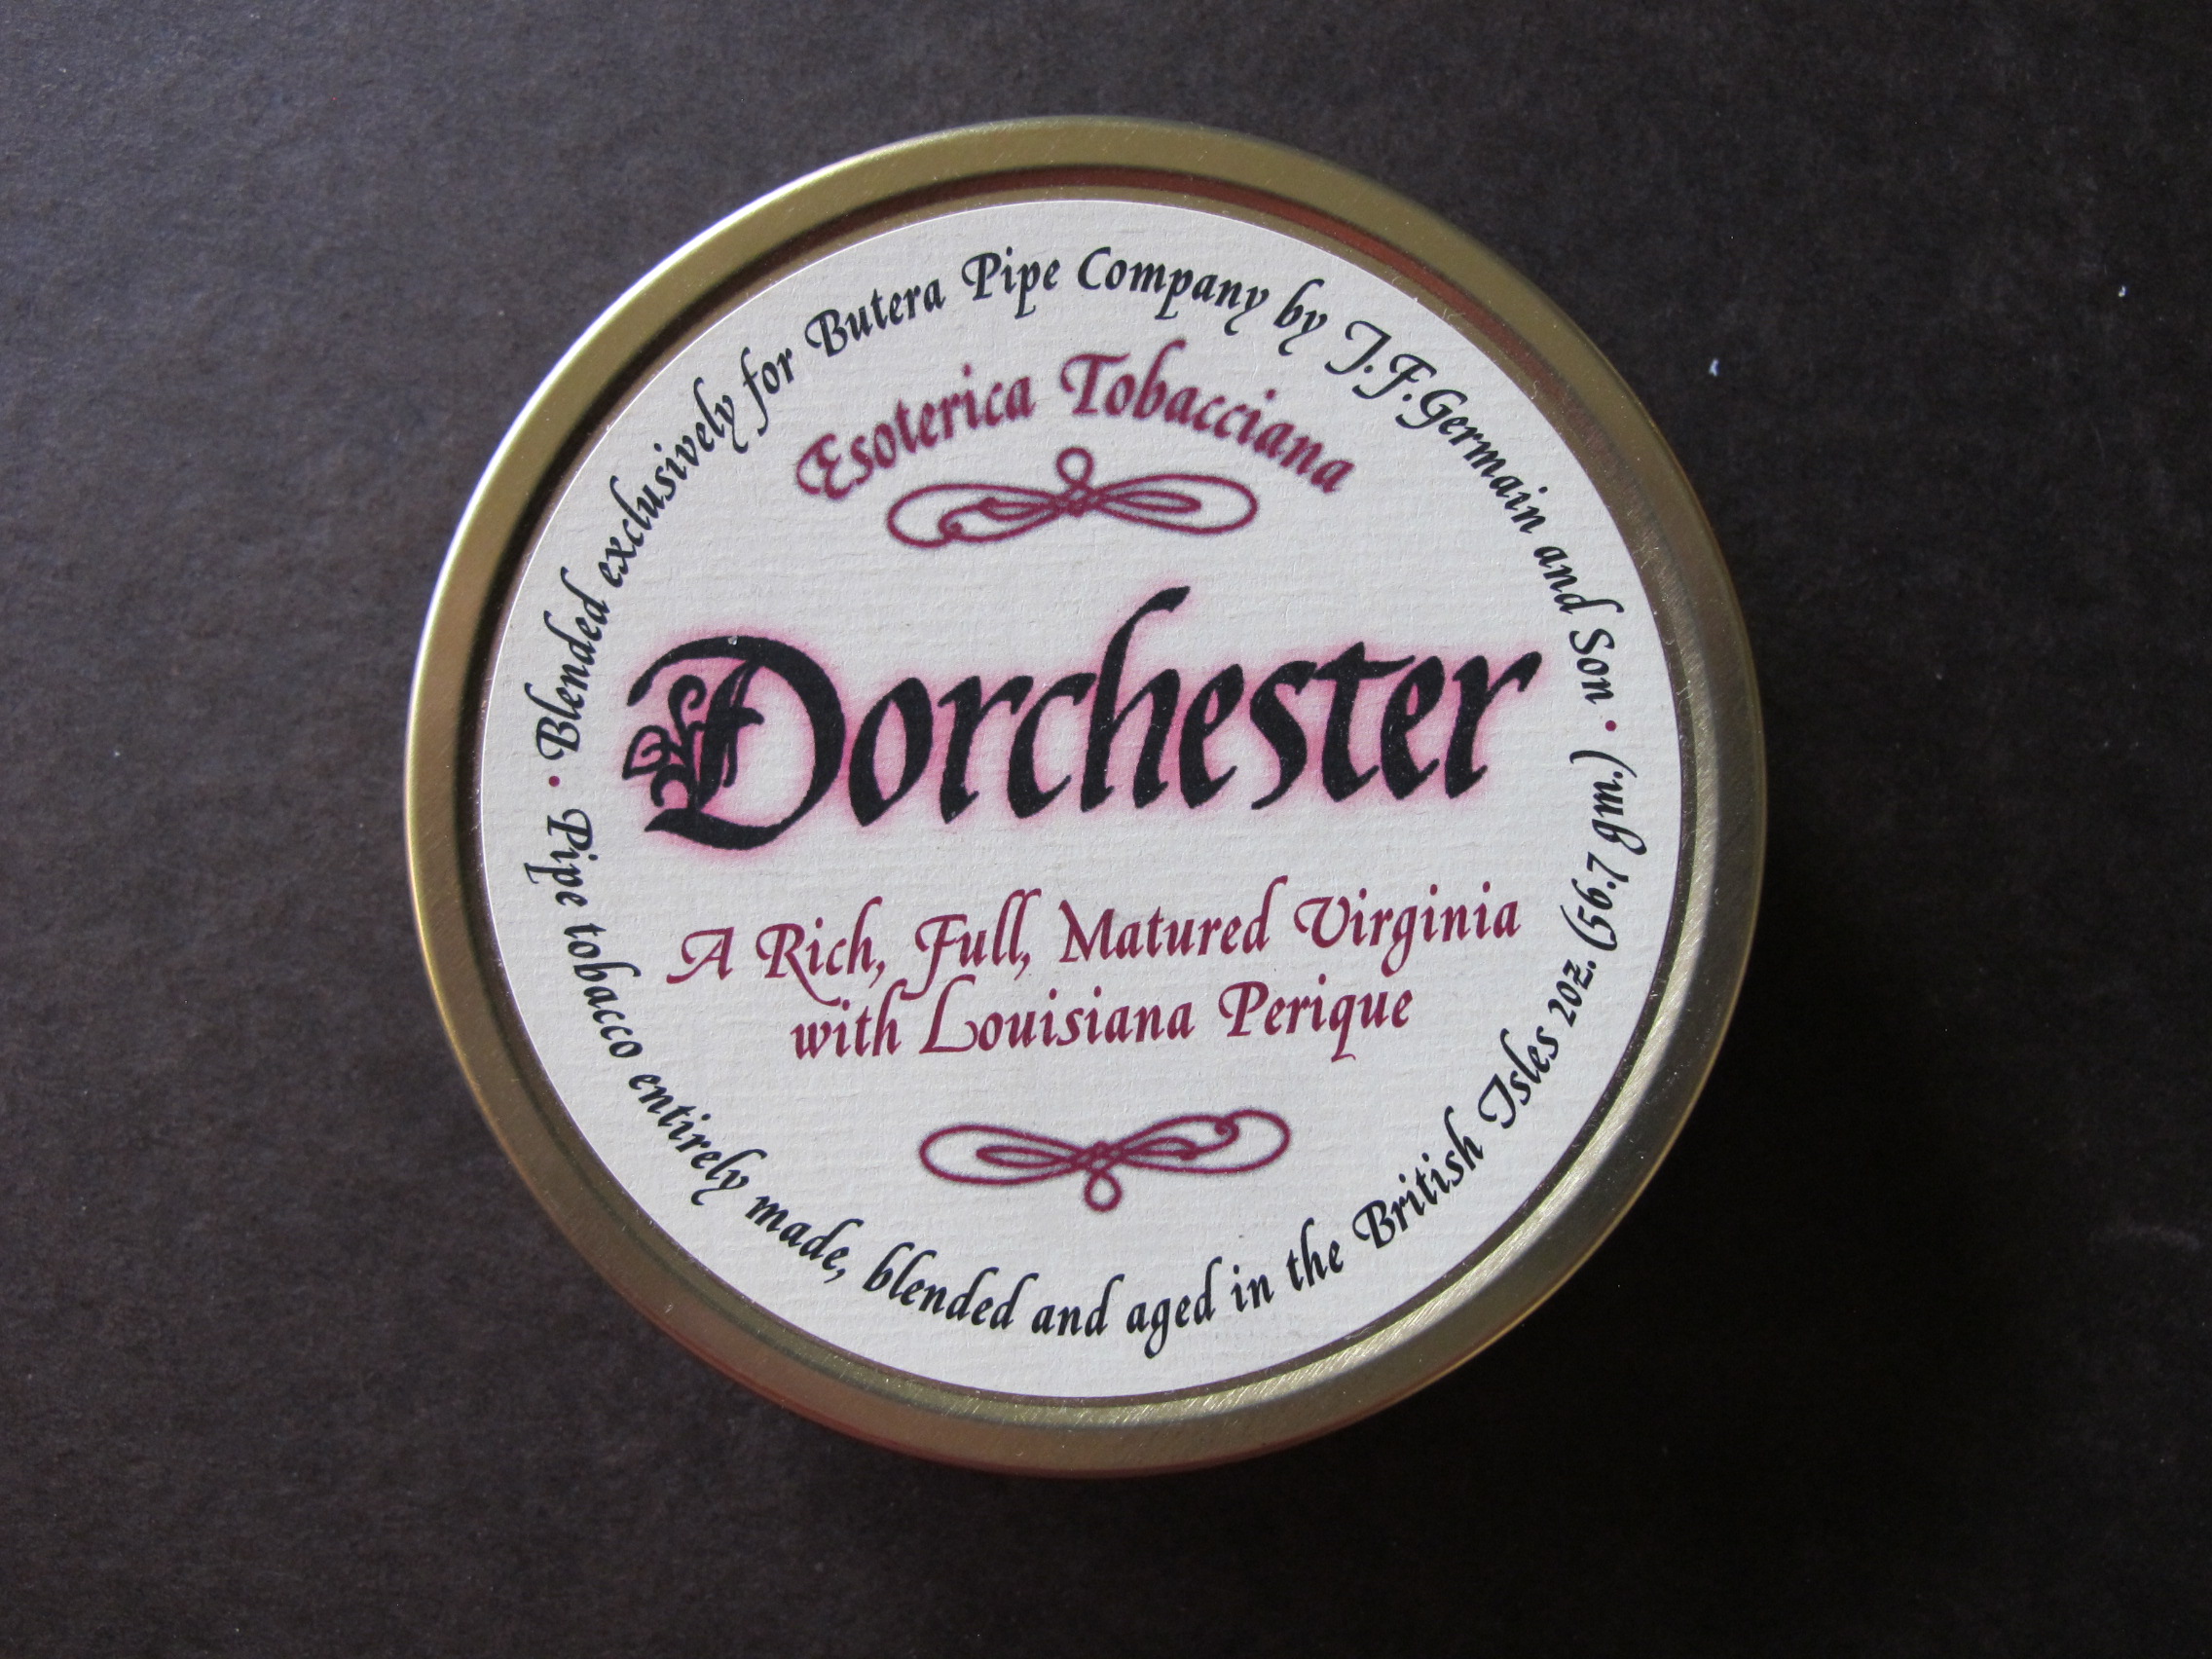 • Blended exclusively for Butera Pipe Company by J.F.Germain and Son •
Esoterica Tobacciana
Dorchester
A Rich, Full, Matured Virginia
with Louisiana Perique
Pipe tobacco entirely made, blended and aged in the British Isles 2oz. (56.7 gm.)